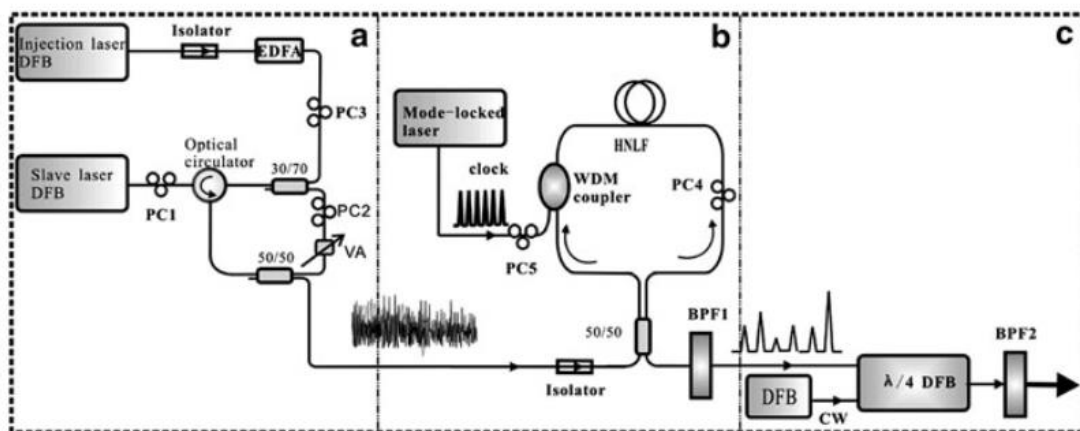 a
Injection laser
DFB
Isolator
EDFA
PC3
Slave laser
DFB
PC1
Optical
circulator
30/70
PC2
VA
50/50
b
Mode-locked
laser
clock
PC5
WDM
coupler
HNLF
PC4
50/50
Isolator
BPF1
c
DFB
CW
λ/4 DFB
BPF2